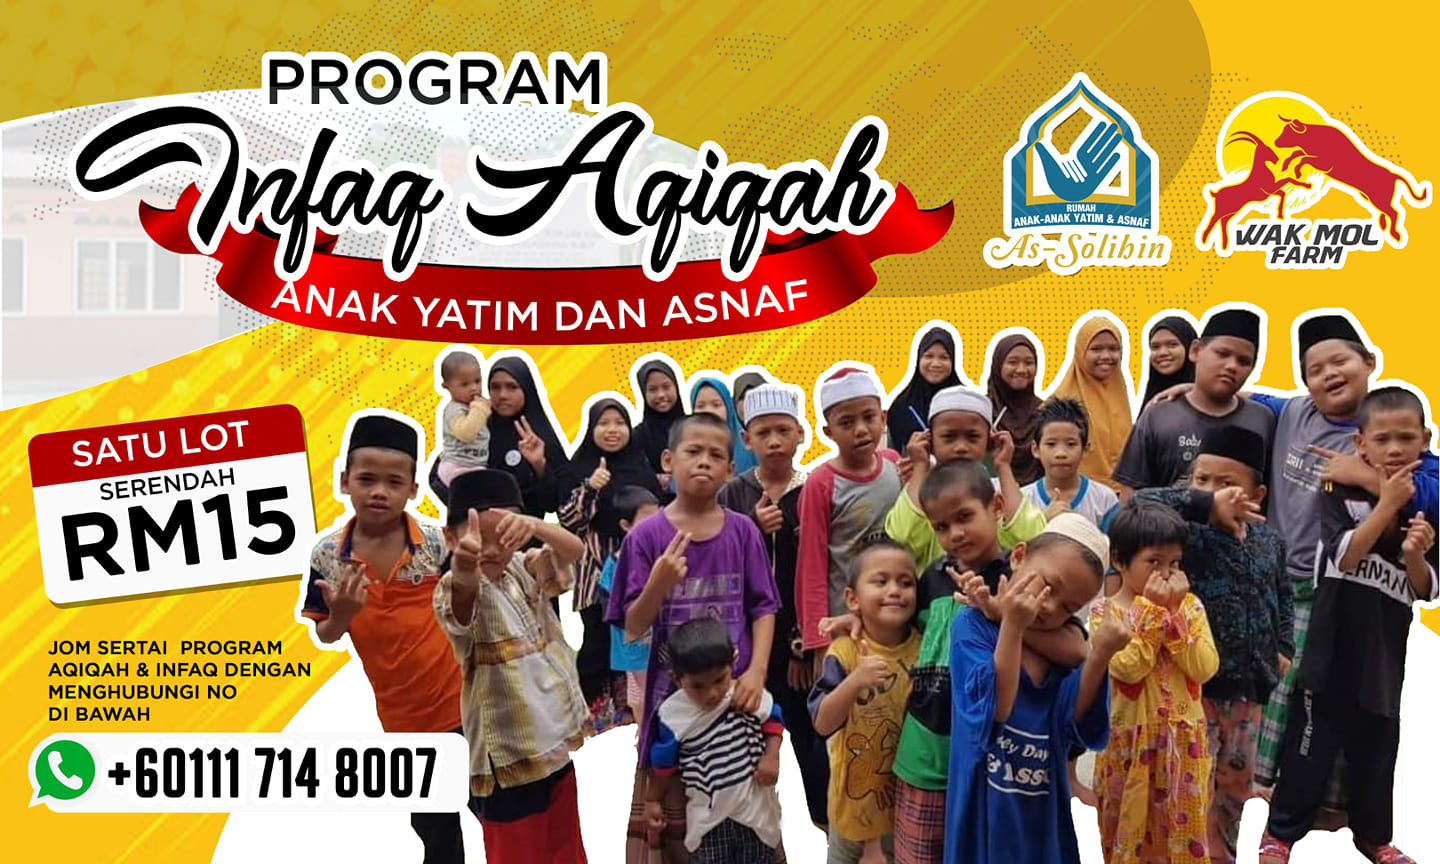 PROGRAM
Infaq Aqiqah
ANAK YATIM DAN ASNAF
RUMAH
ANAK-ANAK YATIM & ASNAF
As-Solihin
WAK MOL
FARM
SATU LOT
SERENDAH
RM15
JOM SERTAI PROGRAM
AQIQAH & INFAQ DENGAN
MENGHUBUNGI NO
DI BAWAH
+60111 714 8007